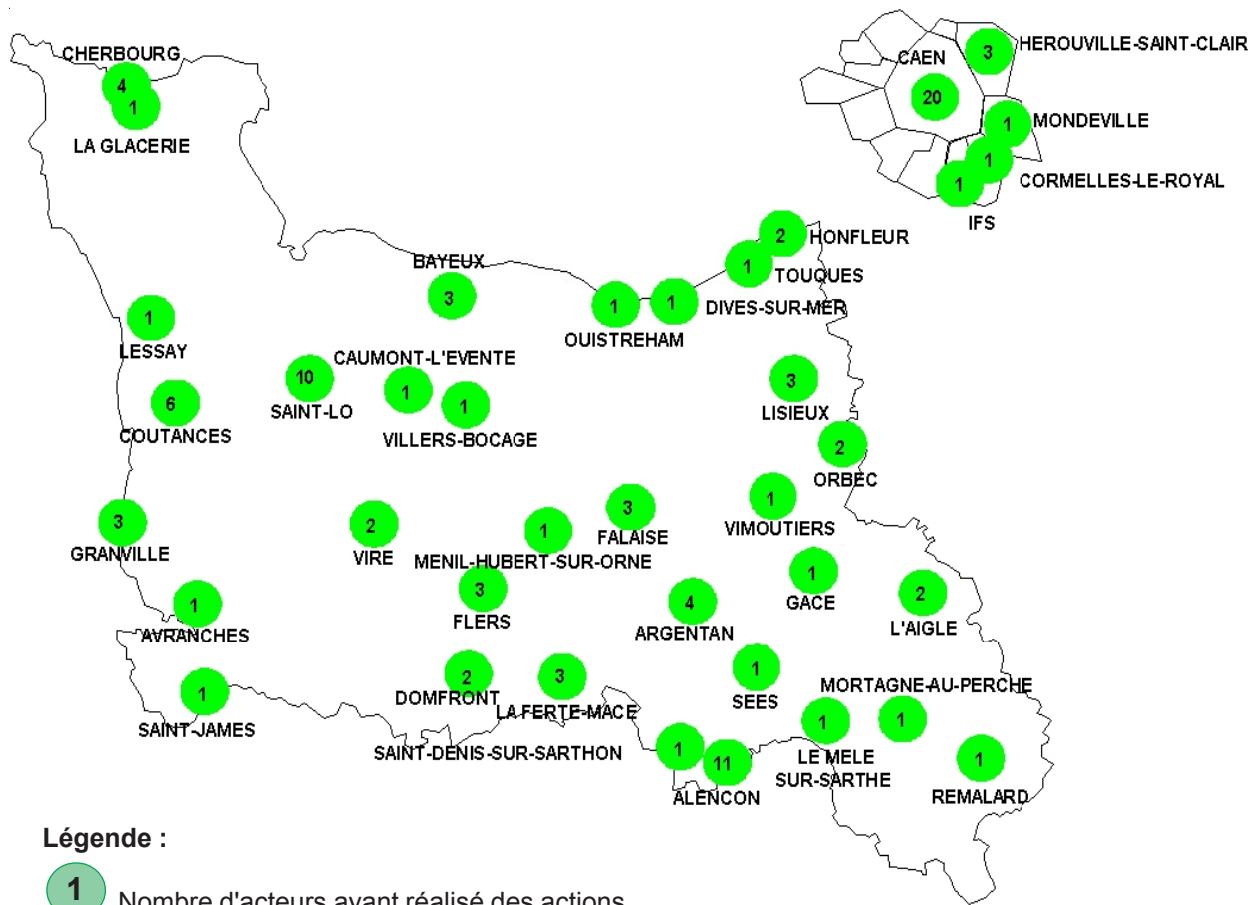 CHERBOURG
4
1
LA GLACERIE
CAEN
3
HEROUVILLE-SAINT-CLAIR
20
1
MONDEVILLE
1
CORMELLES-LE-ROYAL
1
IFS
2
HONFLEUR
1
TOUQUES
BAYEUX
3
1
1
DIVES-SUR-MER
OUISTREHAM
1
LESSAY
CAUMONT-L'EVENTE
10
SAINT-LO
1
1
VILLERS-BOCAGE
3
LISIEUX
6
COUTANCES
2
ORBEC
3
GRANVILLE
2
VIRE
1
MENIL-HUBERT-SUR-ORNE
3
FALAISE
1
VIMOUTIERS
3
FLERS
4
ARGENTAN
1
GACE
2
L'AIGLE
1
AVRANCHES
1
SAINT-JAMES
2
DOMFRONT
3
LA FERTE-MACE
1
SEES
MORTAGNE-AU-PERCHE
SAINT-DENIS-SUR-SARTHON
1
11
ALENCON
1
LE MELE
SUR-SARTHE
1
1
REMALARD
Légende :
1
Nombre d'acteurs ayant réalisé des actions